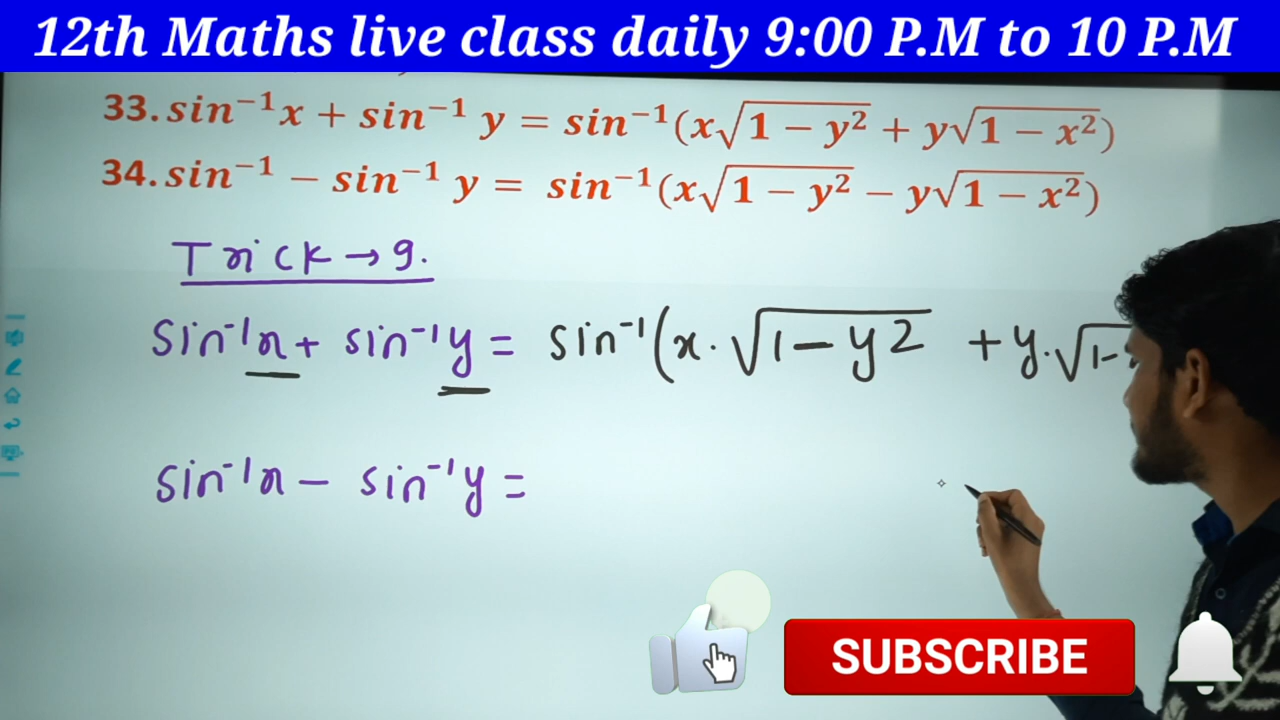 12th Maths live class daily 9:00 P.M to 10 P.M
33. sin⁻¹x + sin⁻¹ y = sin⁻¹(x√1 − y² + y√1 − x²)
34. sin⁻¹ − sin⁻¹ y = sin⁻¹(x√1 − y² − y√1 − x²)
Trick → 9.
sin⁻¹x + sin⁻¹y = sin⁻¹(x.√1−y2 + y.√1-
sin⁻¹x − sin⁻¹y =
SUBSCRIBE